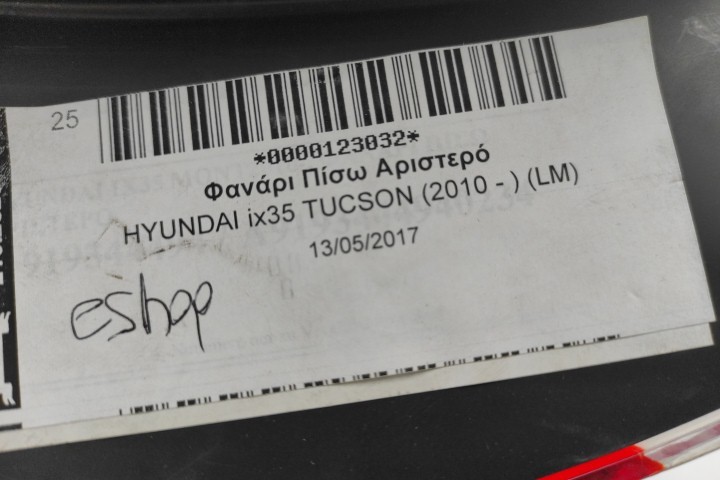 25
*0000123032*
Φανάρι Πίσω Αριστερό
HYUNDAI ix35 TUCSON (2010 - ) (LM)
13/05/2017
eshop